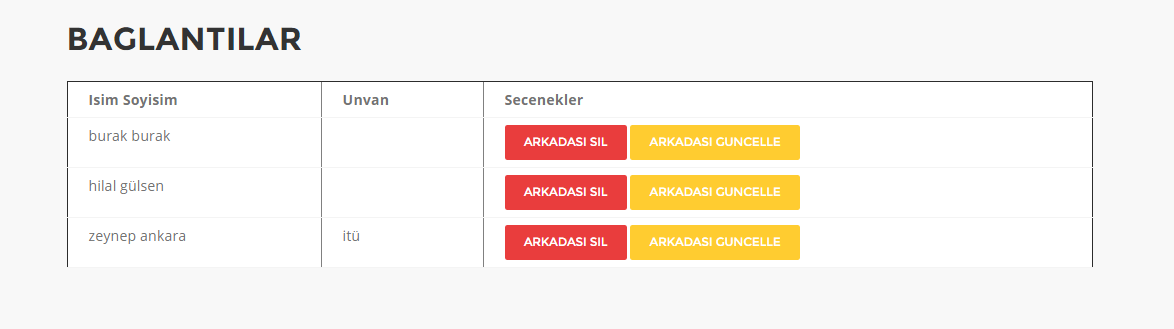 BAGLANTILAR
Isim Soyisim Unvan Secenekler
burak burak ARKADASI SIL ARKADASI GUNCELLE
hilal gülsen ARKADASI SIL ARKADASI GUNCELLE
zeynep ankara itü ARKADASI SIL ARKADASI GUNCELLE